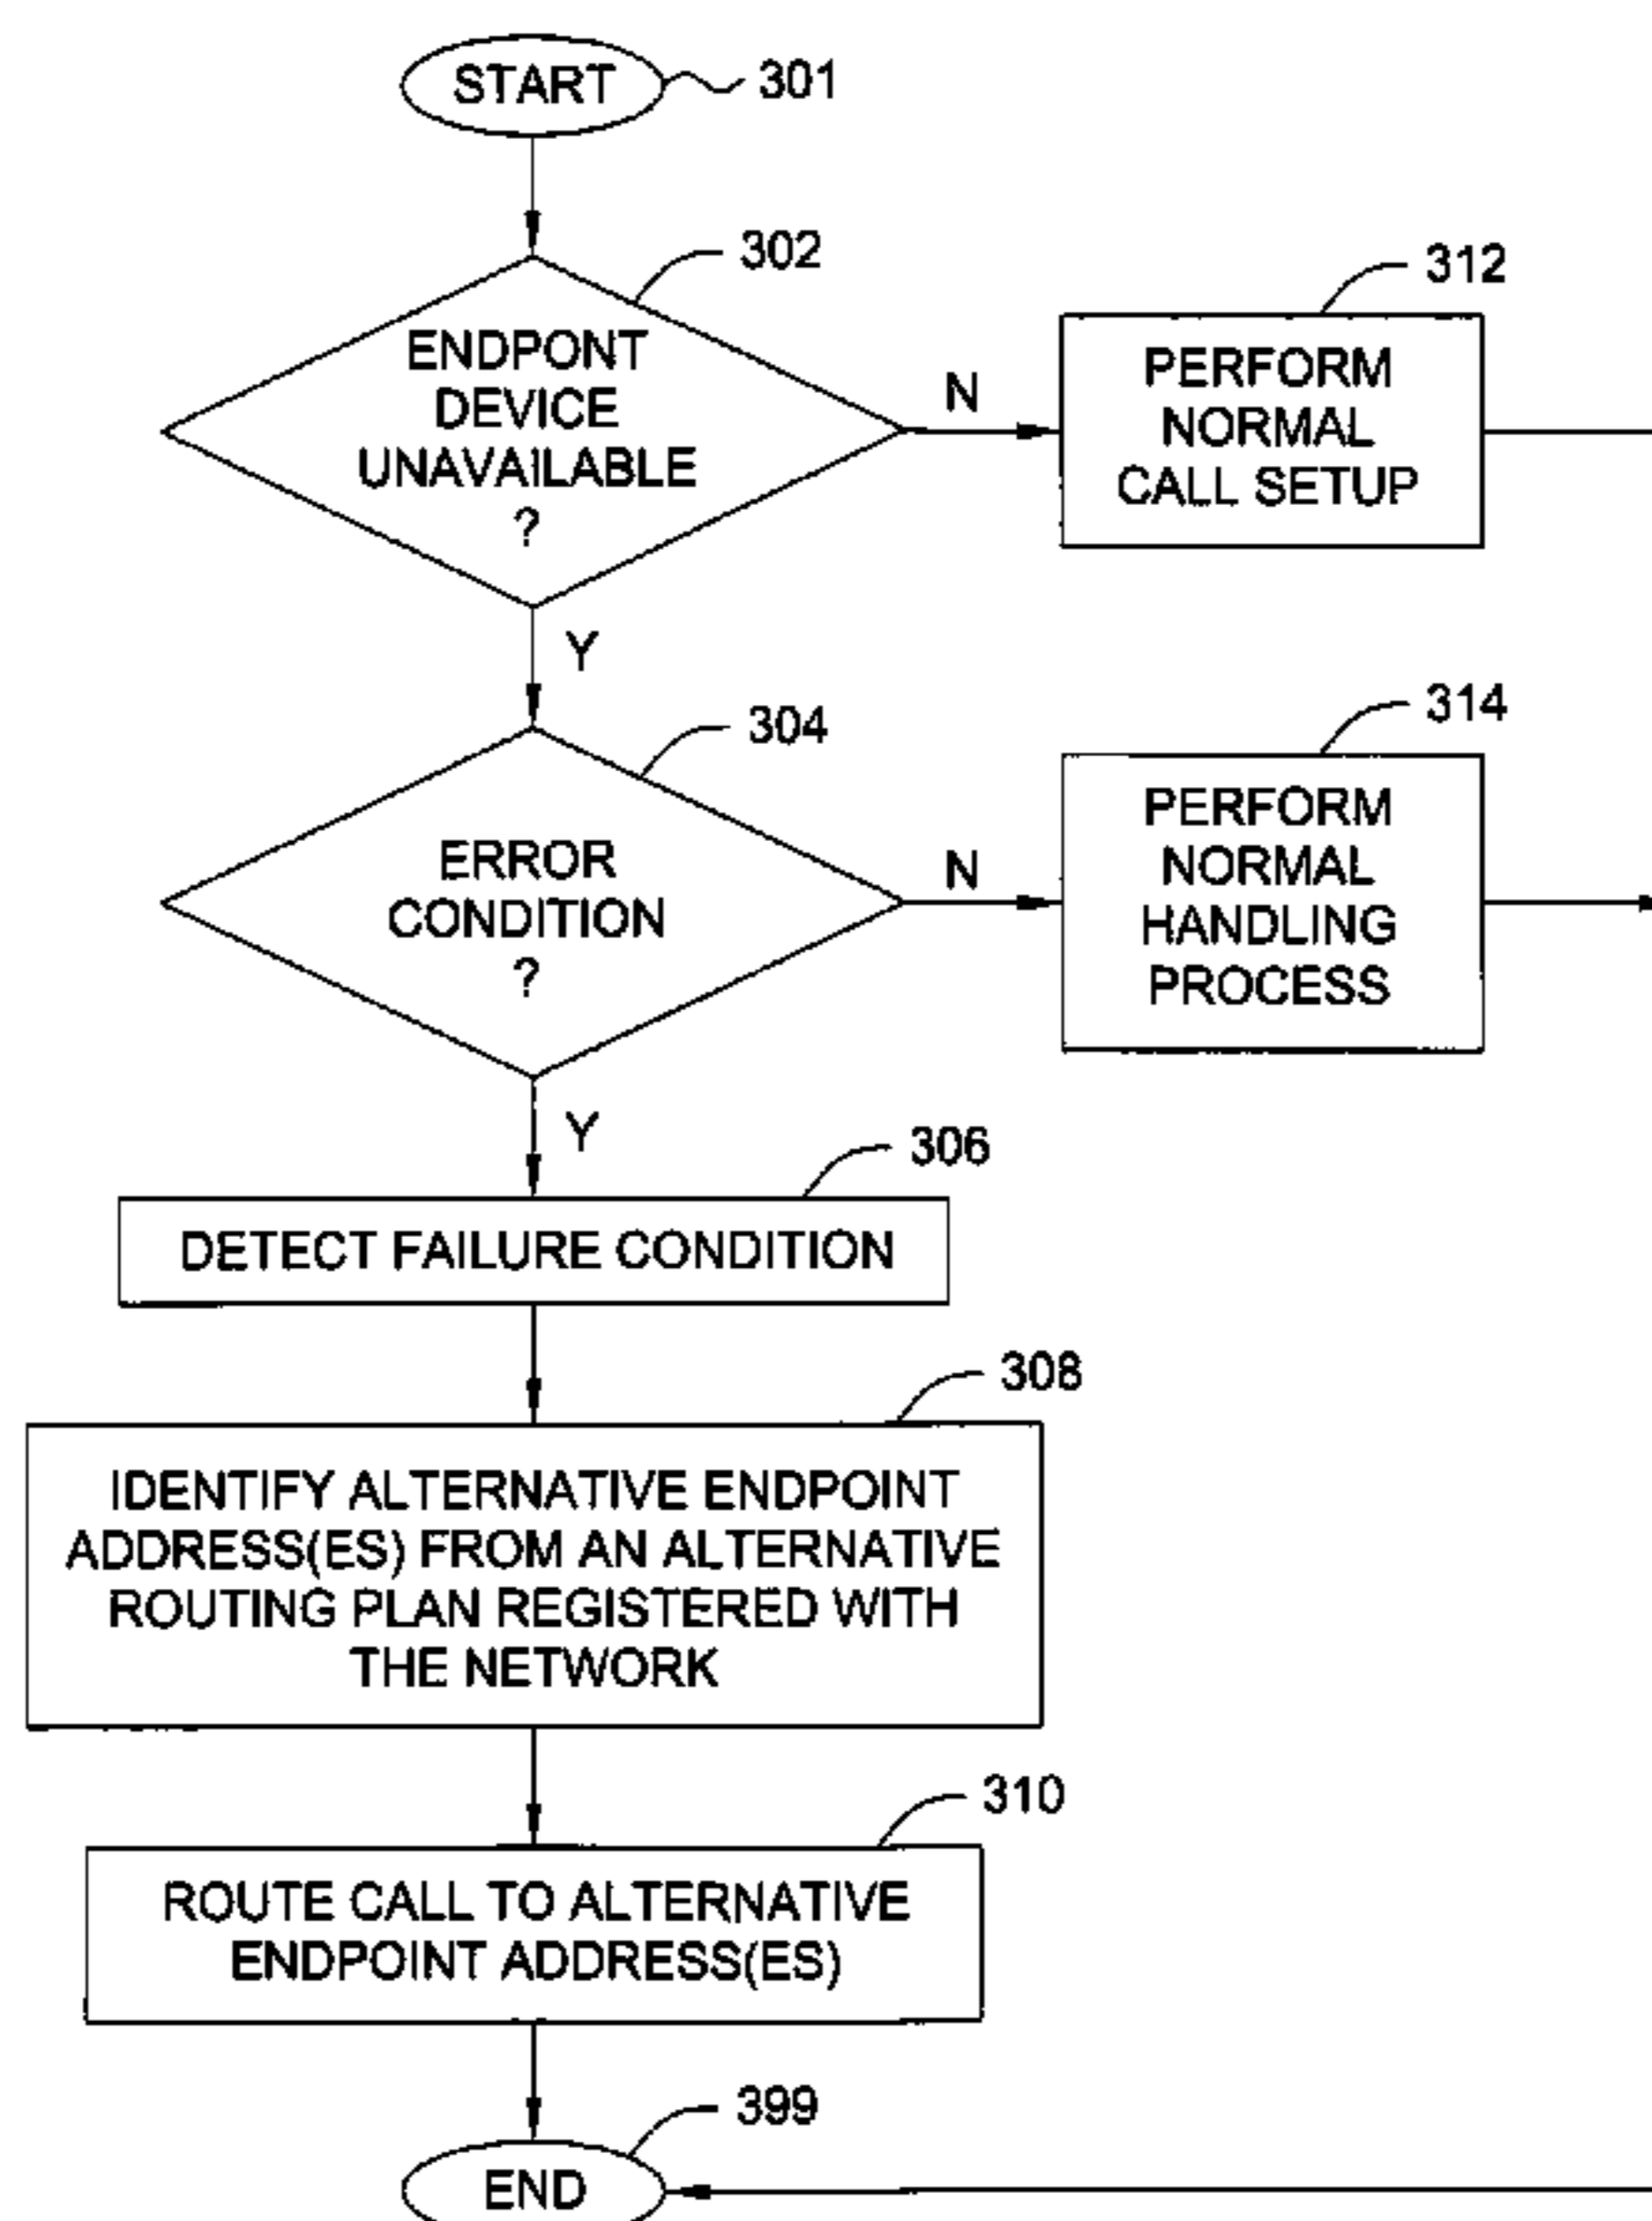 START
301
302
ENDPONT
DEVICE
UNAVAILABLE
?
N
312
PERFORM
NORMAL
CALL SETUP
Y
304
ERROR
CONDITION
?
N
314
PERFORM
NORMAL
HANDLING
PROCESS
Y
306
DETECT FAILURE CONDITION
308
IDENTIFY ALTERNATIVE ENDPOINT
ADDRESS(ES) FROM AN ALTERNATIVE
ROUTING PLAN REGISTERED WITH
THE NETWORK
310
ROUTE CALL TO ALTERNATIVE
ENDPOINT ADDRESS(ES)
399
END